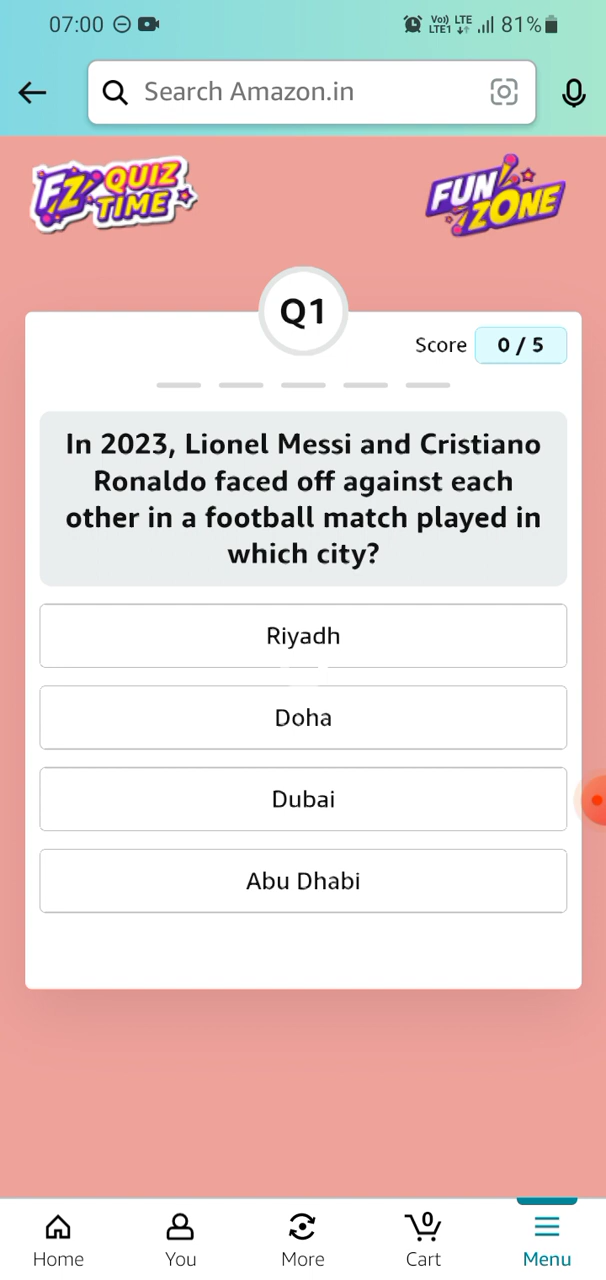 07:00
Vo)) LTE
LTE1
81%
Search Amazon.in
FZ QUIZ TIME
FUN ZONE
Q1
Score 0 / 5
In 2023, Lionel Messi and Cristiano
Ronaldo faced off against each
other in a football match played in
which city?
Riyadh
Doha
Dubai
Abu Dhabi
0
Home You More Cart Menu